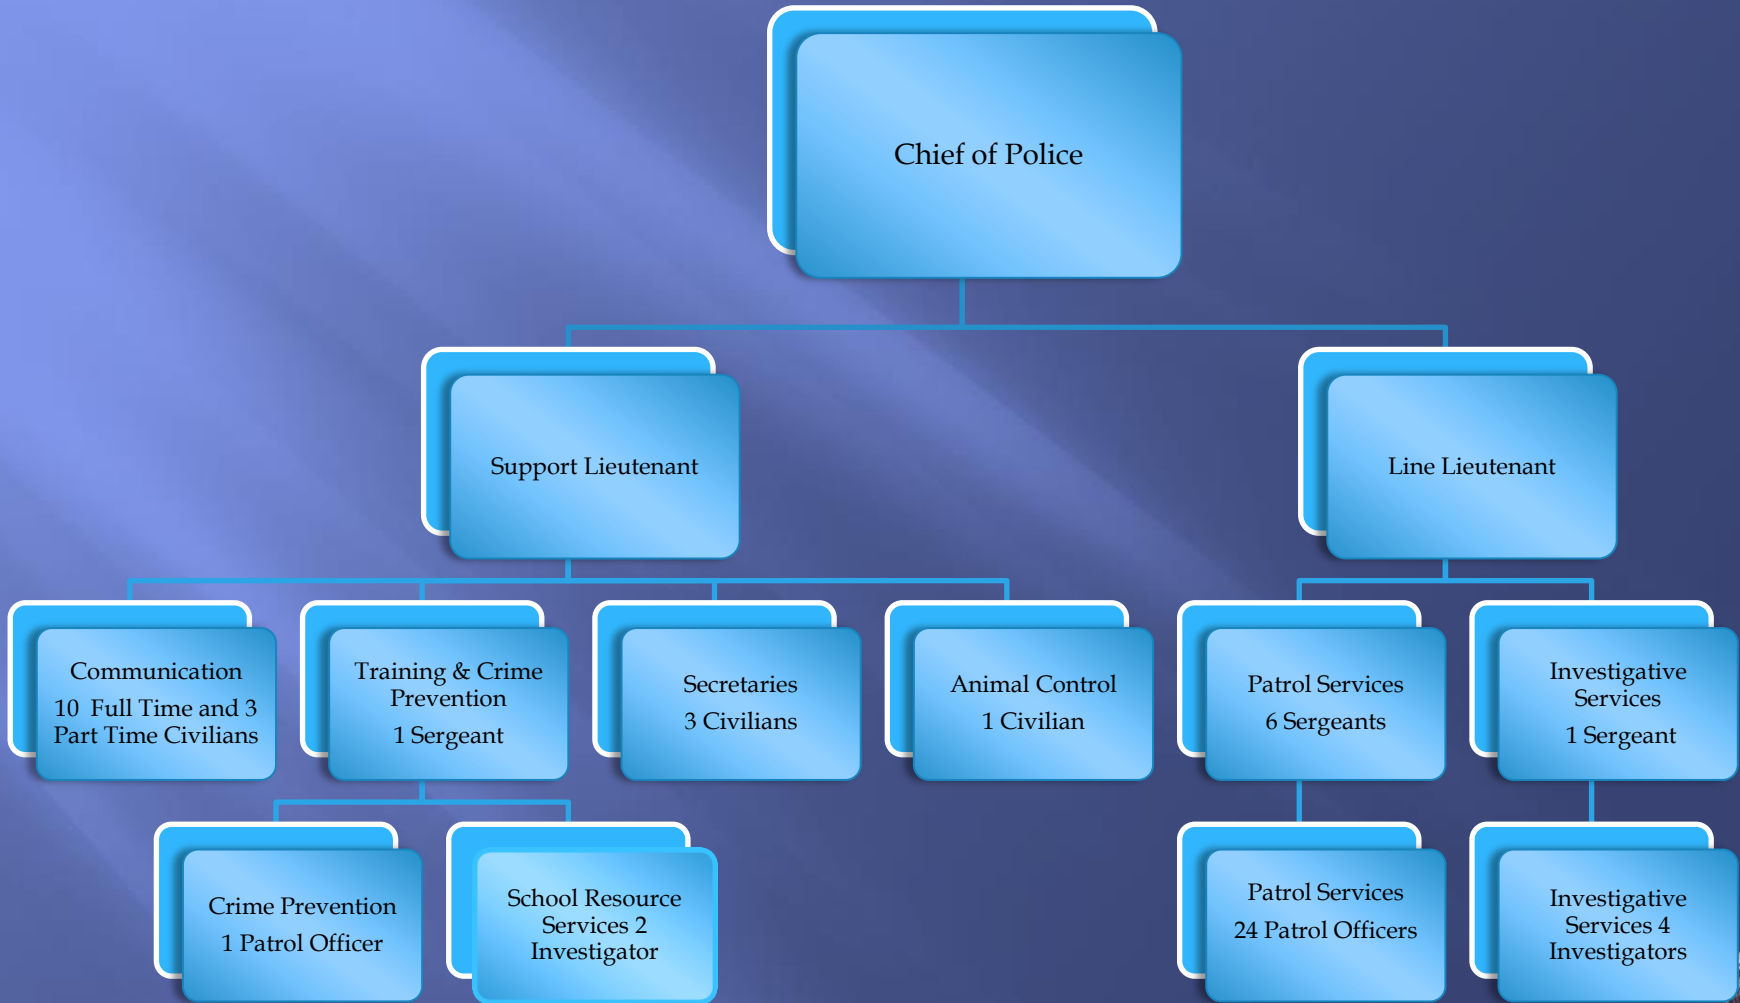 Chief of Police
Support Lieutenant
Line Lieutenant
Communication
10 Full Time and 3
Part Time Civilians
Training & Crime
Prevention
1 Sergeant
Secretaries
3 Civilians
Animal Control
1 Civilian
Patrol Services
6 Sergeants
Investigative
Services
1 Sergeant
Crime Prevention
1 Patrol Officer
School Resource
Services 2
Investigator
Patrol Services
24 Patrol Officers
Investigative
Services 4
Investigators